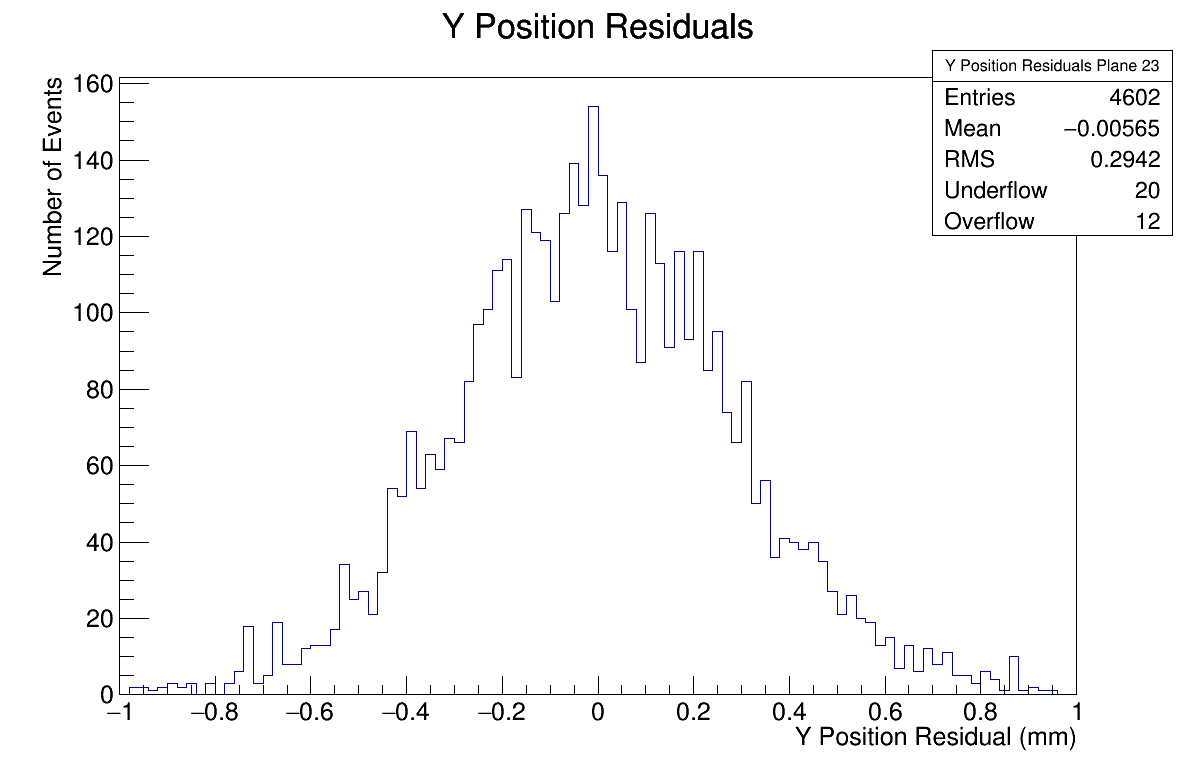 Y Position Residuals
Y Position Residuals Plane 23
Entries 4602
Mean −0.00565
RMS 0.2942
Underflow 20
Overflow 12
Number of Events
160
140
120
100
80
60
40
20
0
−1 −0.8 −0.6 −0.4 −0.2 0 0.2 0.4 0.6 0.8 1
Y Position Residual (mm)